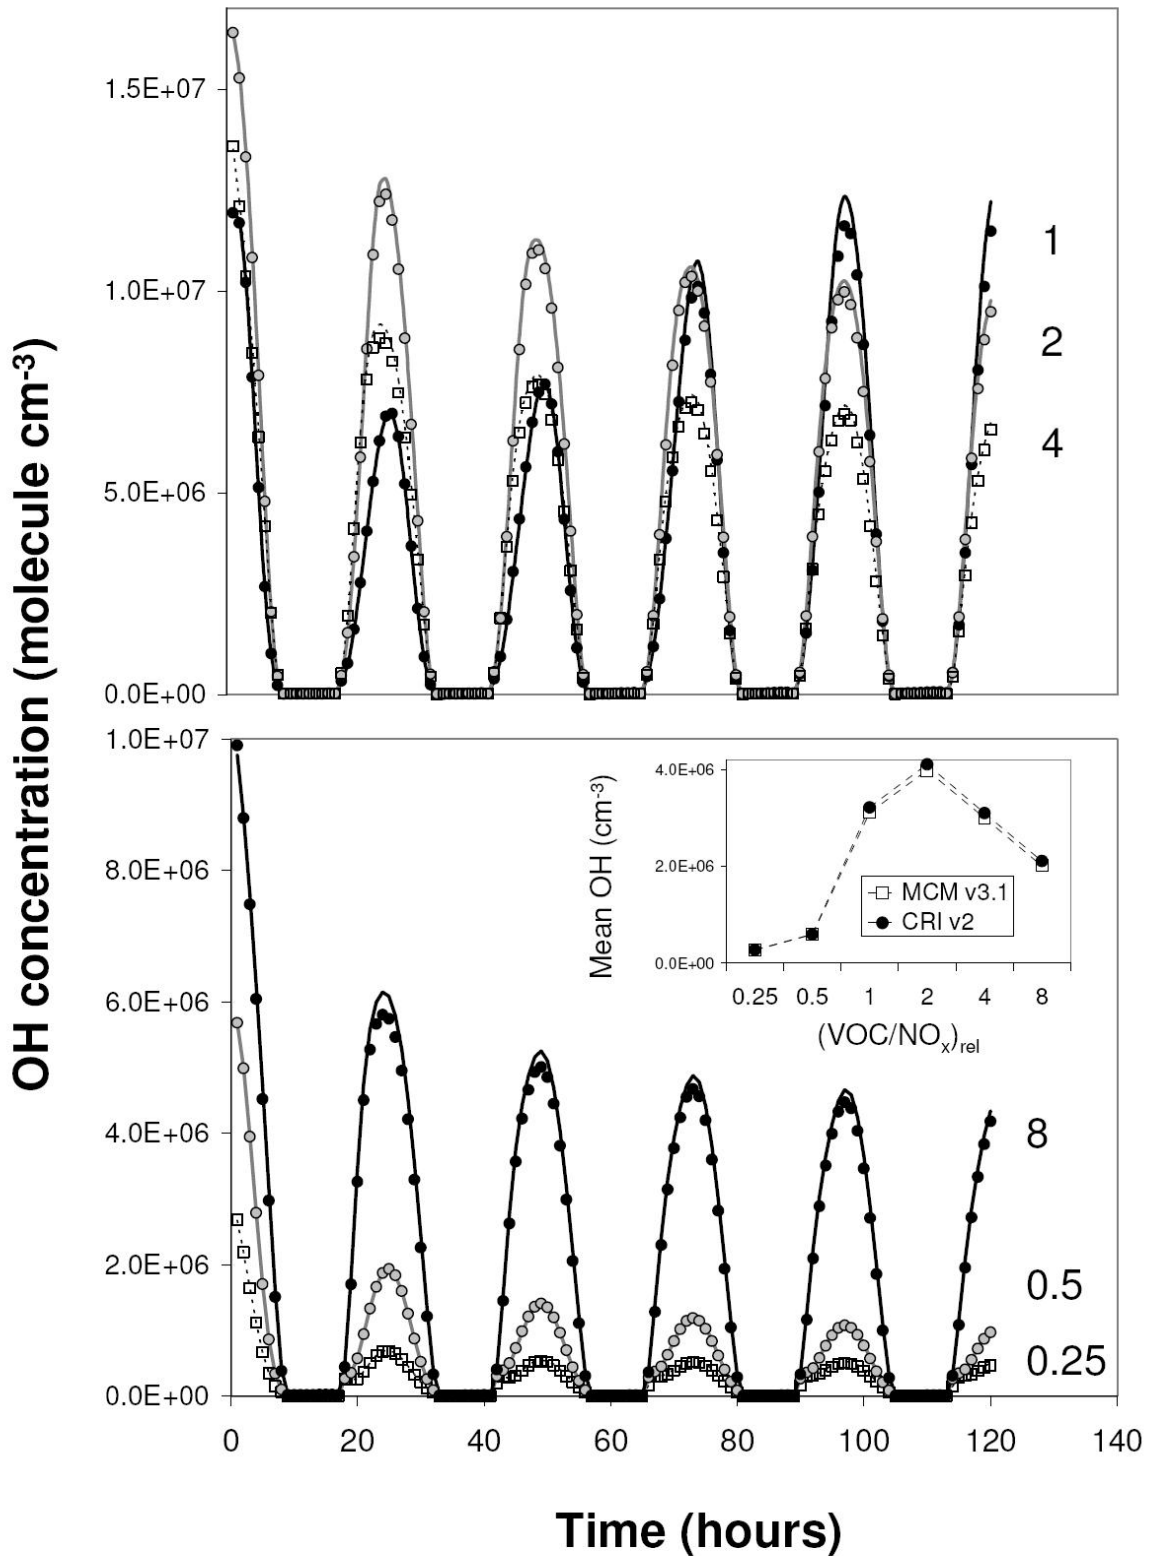 OH concentration (molecule cm-3)
1.5E+07
1.0E+07
5.0E+06
0.0E+00
1
2
4
1.0E+07
8.0E+06
6.0E+06
4.0E+06
2.0E+06
0.0E+00
8
0.5
0.25
Mean OH (cm-3)
4.0E+06
2.0E+06
0.0E+00
MCM v3.1
CRI v2
0.25 0.5 1 2 4 8
(VOC/NOx)rel
0 20 40 60 80 100 120 140
Time (hours)